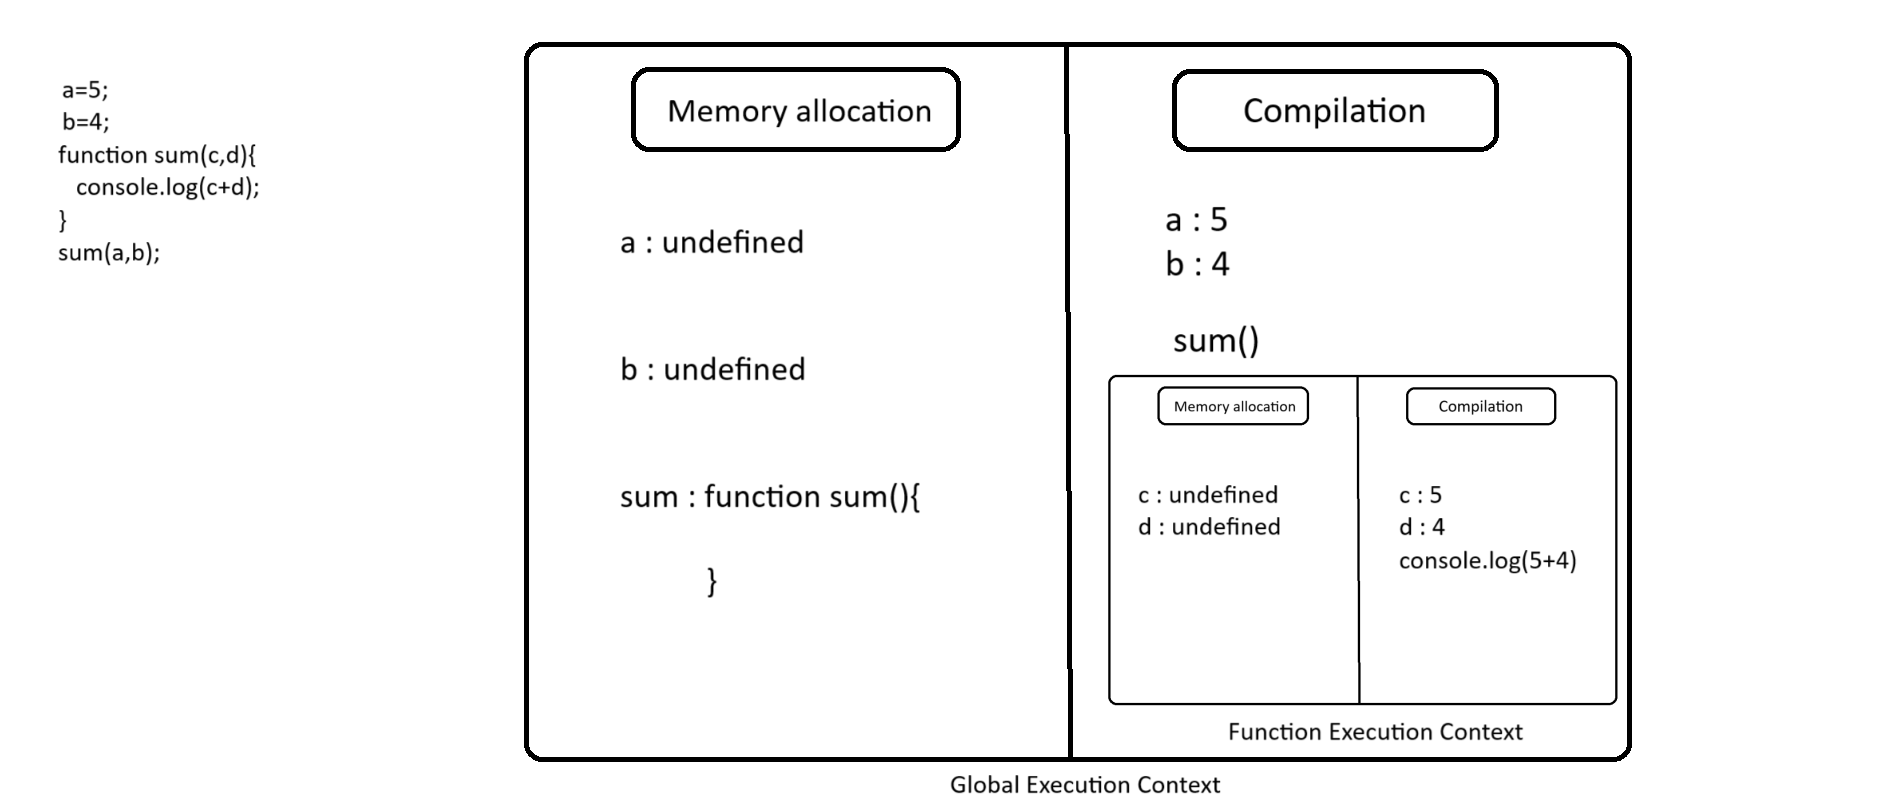 a=5;
b=4;
function sum(c,d){
console.log(c+d);
}
sum(a,b);
Memory allocation
a : undefined
b : undefined
sum : function sum(){
}
Compilation
a : 5
b : 4
sum()
Memory allocation
c : undefined
d : undefined
Compilation
c : 5
d : 4
console.log(5+4)
Function Execution Context
Global Execution Context